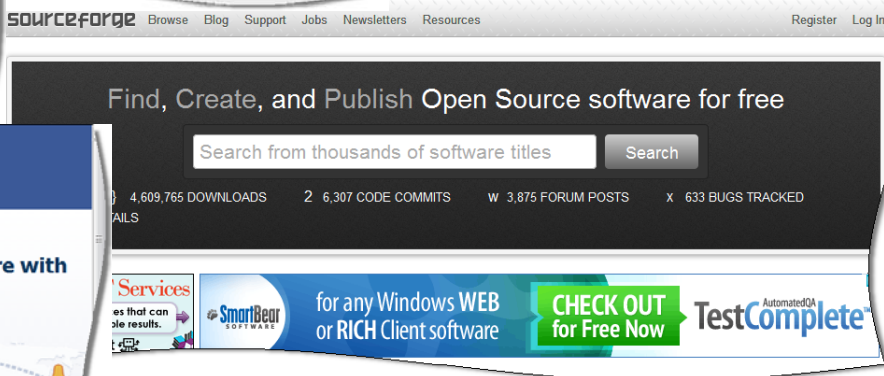 sourceforge Browse Blog Support Jobs Newsletters Resources Register Log In
Find, Create, and Publish Open Source software for free
Search from thousands of software titles Search
} 4,609,765 DOWNLOADS 2 6,307 CODE COMMITS w 3,875 FORUM POSTS x 633 BUGS TRACKED
TAILS
re with
Services
es that can
ble results.
SmartBear
SOFTWARE
for any Windows WEB
or RICH Client software
CHECK OUT
for Free Now
AutomatedQA
TestComplete